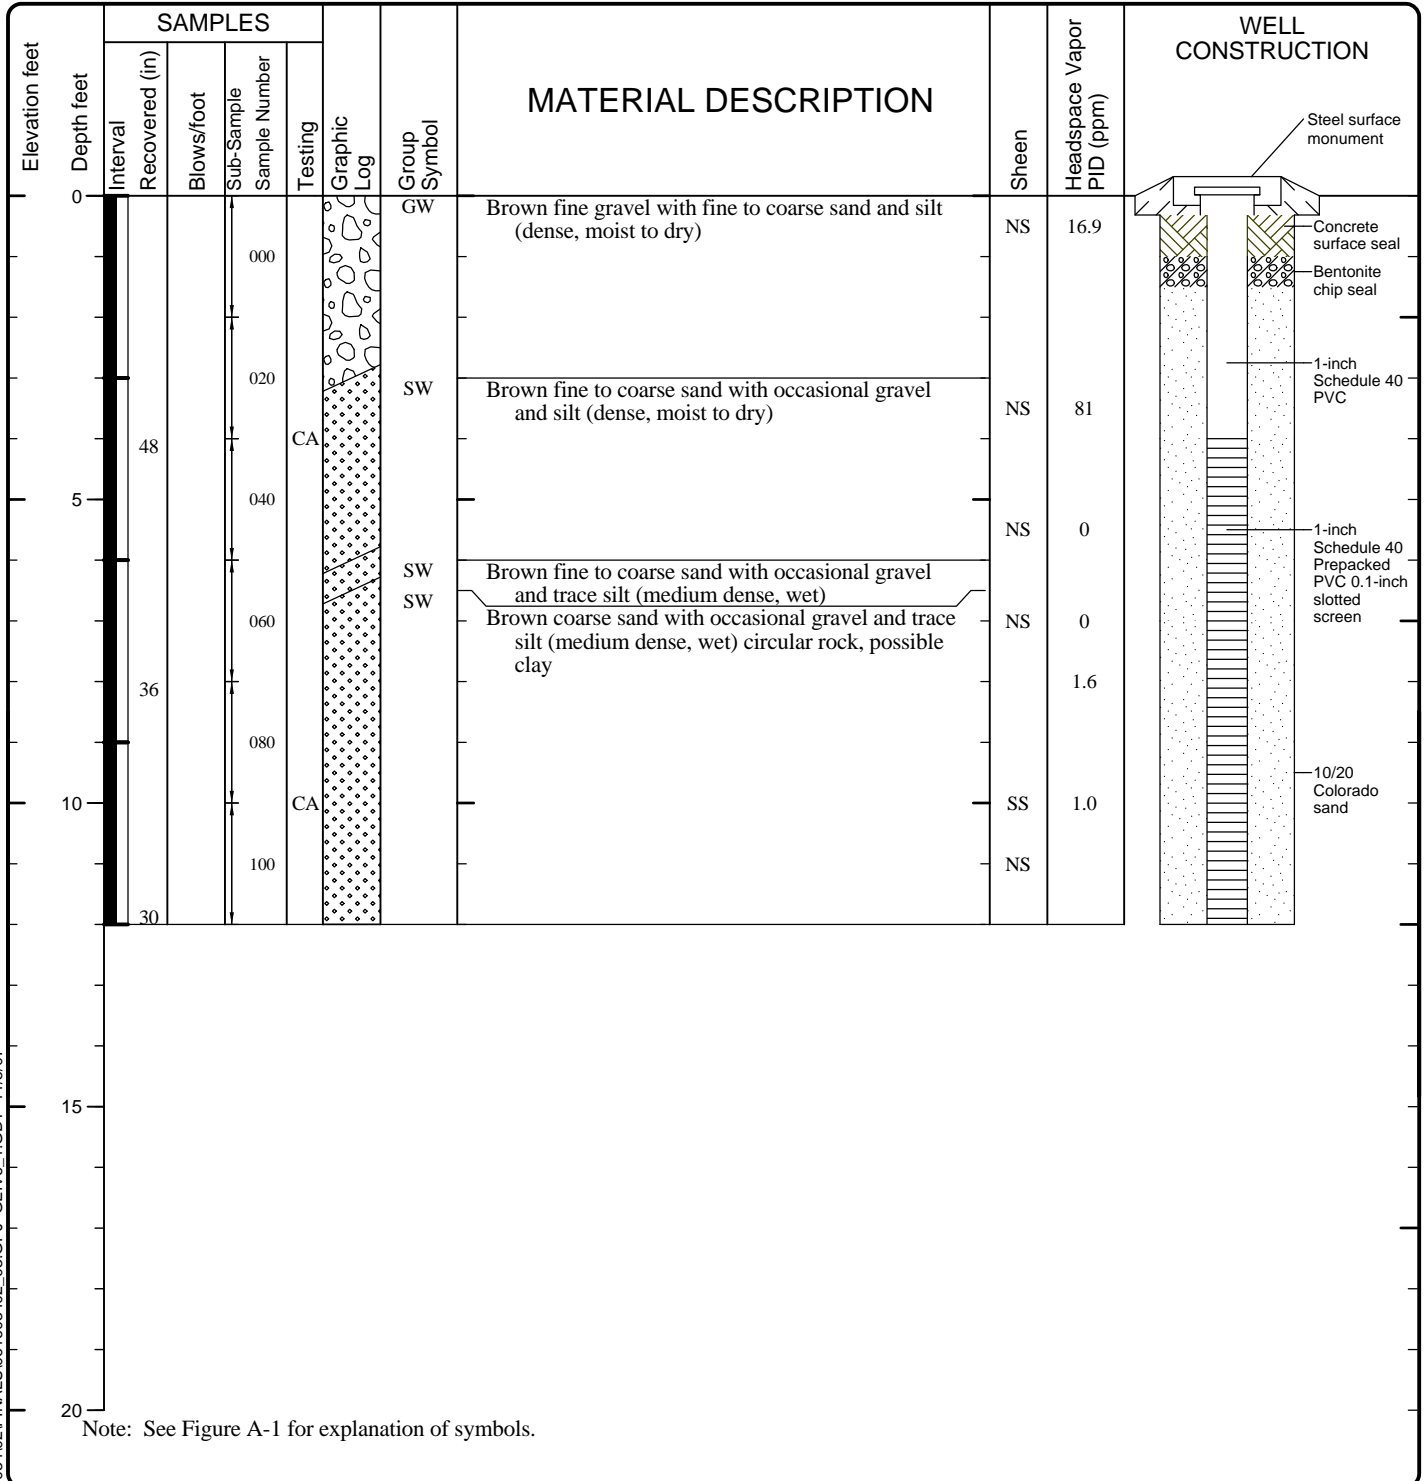 SAMPLES
Elevation feet
Depth feet
Interval
Recovered (in)
Blows/foot
Sub-Sample
Sample Number
Testing
Graphic
Log
Group
Symbol
MATERIAL DESCRIPTION
Sheen
Headspace Vapor
PID (ppm)
WELL
CONSTRUCTION
Steel surface
monument
0
GW
Brown fine gravel with fine to coarse sand and silt
(dense, moist to dry)
NS
16.9
Concrete
surface seal
000
Bentonite
chip seal
1-inch
Schedule 40
PVC
020
SW
Brown fine to coarse sand with occasional gravel
and silt (dense, moist to dry)
NS
81
48
CA
5
040
NS
0
1-inch
Schedule 40
Prepacked
PVC 0.1-inch
slotted
screen
SW
Brown fine to coarse sand with occasional gravel
and trace silt (medium dense, wet)
SW
Brown coarse sand with occasional gravel and trace
silt (medium dense, wet) circular rock, possible
clay
060
NS
0
36
1.6
080
10/20
Colorado
sand
10
CA
SS
1.0
100
NS
30
15
20
Note: See Figure A-1 for explanation of symbols.